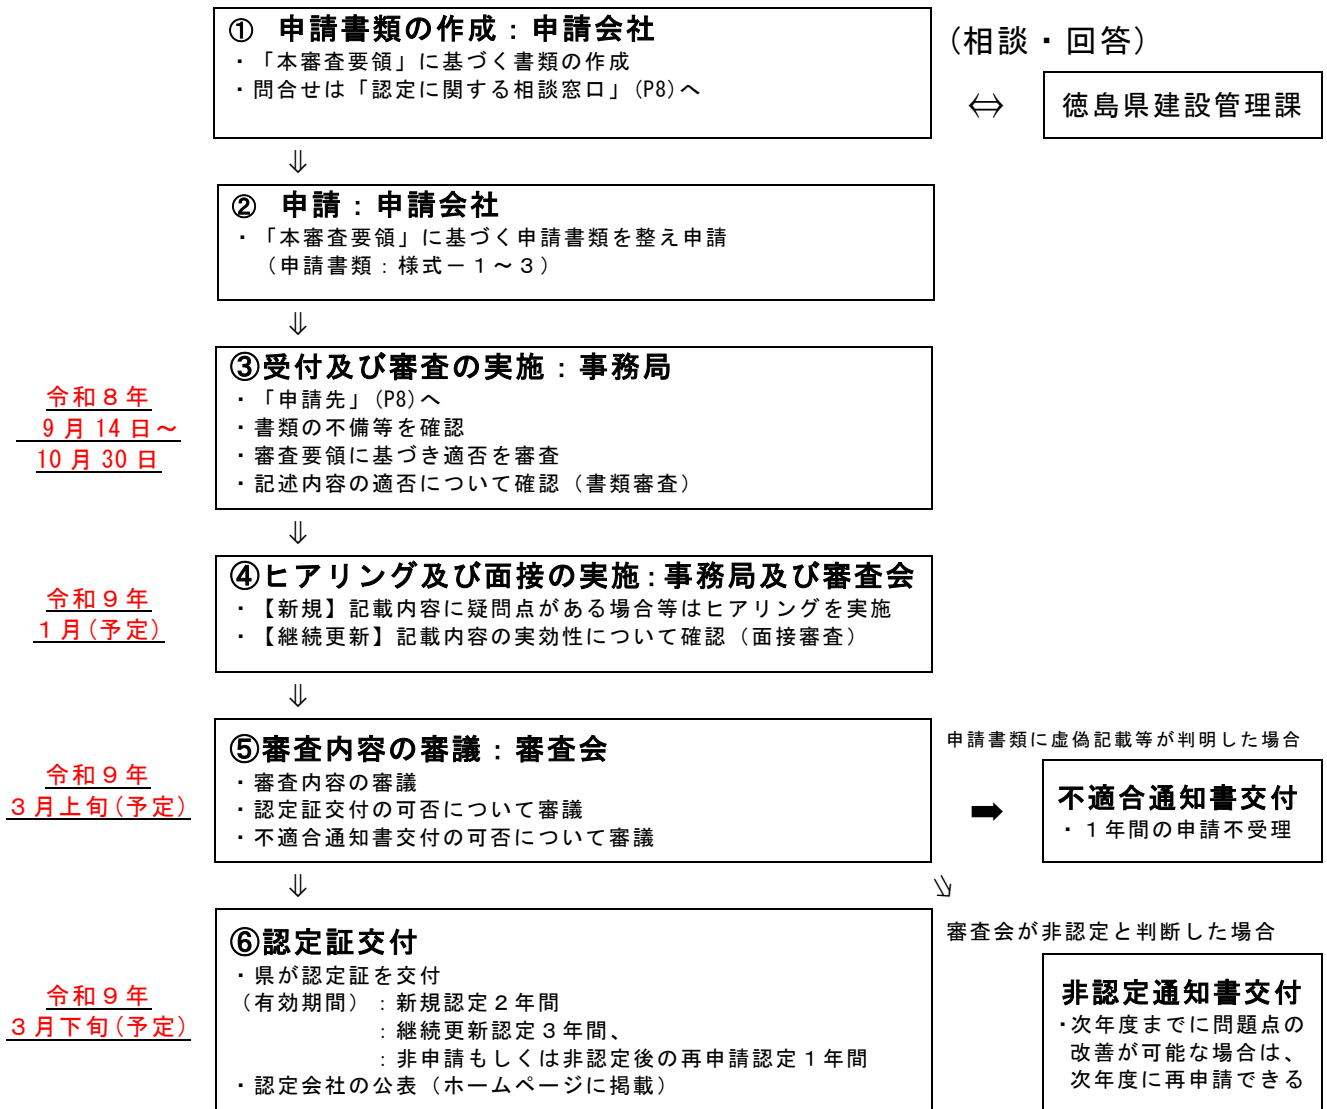 ① 申請書類の作成：申請会社
・「本審査要領」に基づく書類の作成
・問合せは「認定に関する相談窓口」(P8)へ
(相談・回答)
⇔
徳島県建設管理課
⇓
② 申請：申請会社
・「本審査要領」に基づく申請書類を整え申請
（申請書類：様式－１～３）
⇓
令和８年
９月14日～
10月30日
③受付及び審査の実施：事務局
・「申請先」(P8)へ
・書類の不備等を確認
・審査要領に基づき適否を審査
・記述内容の適否について確認（書類審査）
⇓
令和９年
１月(予定)
④ヒアリング及び面接の実施：事務局及び審査会
・【新規】記載内容に疑問点がある場合等はヒアリングを実施
・【継続更新】記載内容の実効性について確認（面接審査）
⇓
令和９年
３月上旬(予定)
⑤審査内容の審議：審査会
・審査内容の審議
・認定証交付の可否について審議
・不適合通知書交付の可否について審議
申請書類に虚偽記載等が判明した場合
➡
不適合通知書交付
・１年間の申請不受理
⇓
⇘
令和９年
３月下旬(予定)
⑥認定証交付
・県が認定証を交付
（有効期間）：新規認定２年間
：継続更新認定３年間、
：非申請もしくは非認定後の再申請認定１年間
・認定会社の公表（ホームページに掲載）
審査会が非認定と判断した場合
非認定通知書交付
・次年度までに問題点の
改善が可能な場合は、
次年度に再申請できる